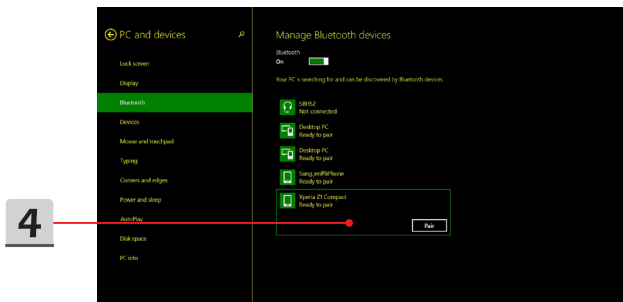 PC and devices
Lock screen
Display
Bluetooth
Devices
Mouse and touchpad
Typing
Corners and edges
Power and sleep
AutoPlay
Disk space
PC info
4
Manage Bluetooth devices
Bluetooth
On
Your PC is searching for and can be discovered by Bluetooth devices
SBH52
Not connected
Desktop PC
Ready to pair
Desktop PC
Ready to pair
Ready to pair
Xperia Z1 Compact
Ready to pair
Pair